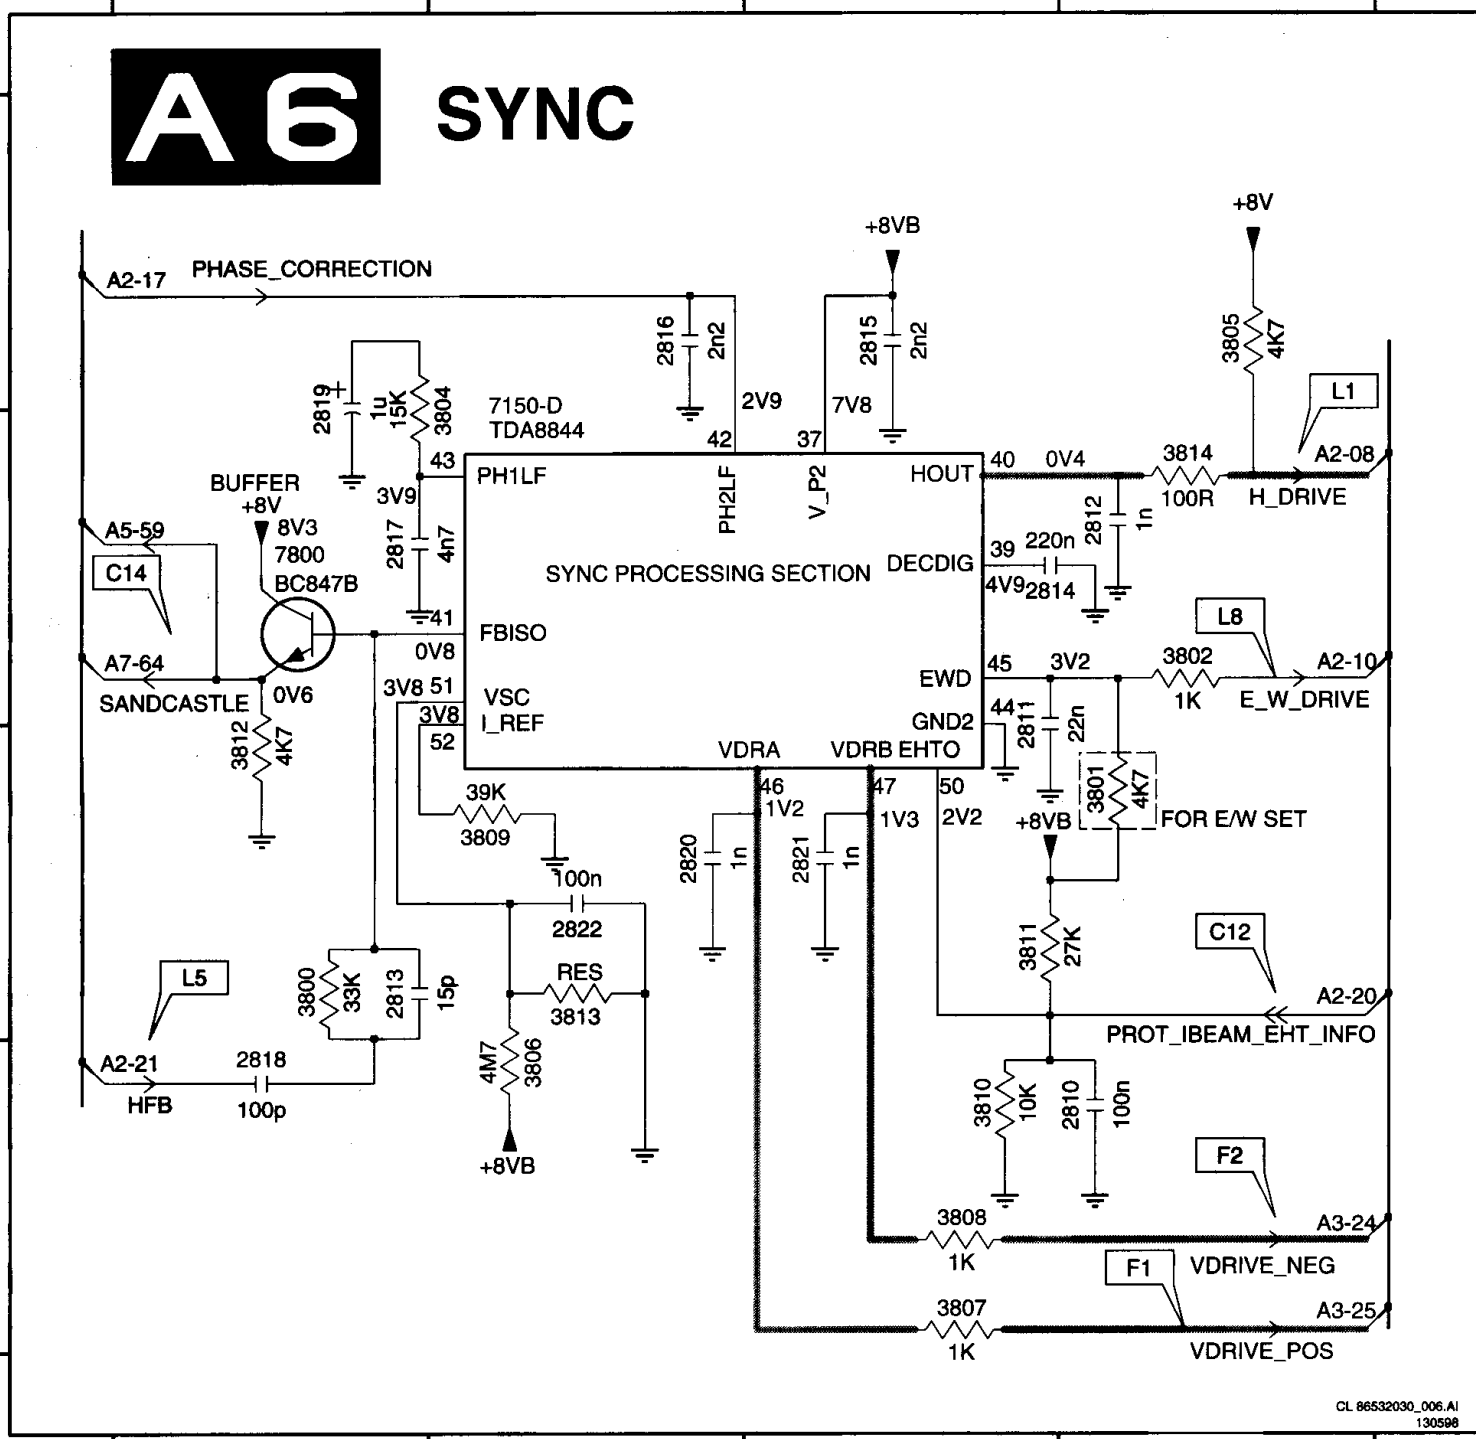 A6 SYNC
+8V
+8VB
PHASE_CORRECTION
A2-17
2816
2n2
2815
2n2
3805
4K7
2819
+
1u
15K
3804
7150-D
TDA8844
2V9
7V8
L1
42
37
43
PH1LF
PH2LF
V_P2
HOUT
40
0V4
3814
100R
A2-08
H_DRIVE
BUFFER
+8V
8V3
7800
BC847B
3V9
2817
4n7
2812
1n
A5-59
C14
SYNC PROCESSING SECTION
DECDIG
39
220n
4V9
2814
41
FBISO
0V8
L8
A7-64
SANDCASTLE
0V6
3V8
51
VSC
3V8
I_REF
52
EWD
45
3V2
3802
1K
A2-10
E_W_DRIVE
44
GND2
2811
22n
3812
4K7
VDRA
VDRB
EHTO
46
1V2
47
1V3
50
2V2
3801
4K7
FOR E/W SET
39K
3809
2820
1n
2821
1n
+8VB
100n
2822
3811
27K
C12
L5
3800
33K
2813
15p
RES
3813
A2-20
PROT_IBEAM_EHT_INFO
A2-21
HFB
2818
100p
4M7
3806
+8VB
3810
10K
2810
100n
F2
3808
1K
A3-24
VDRIVE_NEG
F1
3807
1K
A3-25
VDRIVE_POS
CL 86532030_006.AI
130598